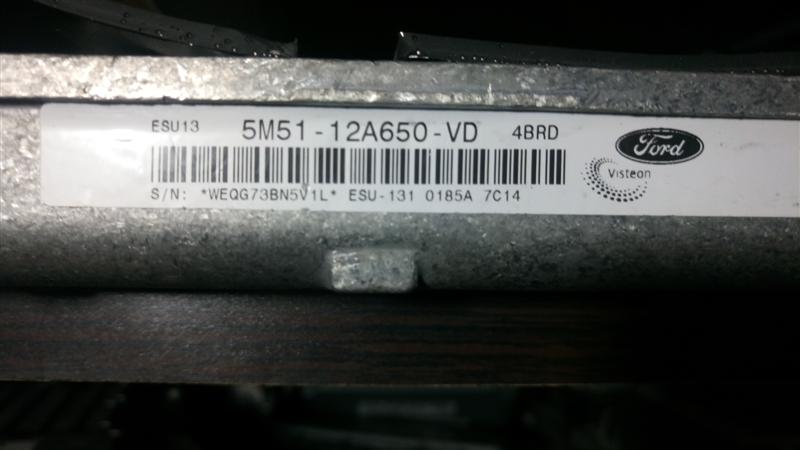 ESU13 5M51-12A650-VD 4BRD
Ford
Visteon
S/N: *WEQG73BN5V1L* ESU-131 0185A 7C14